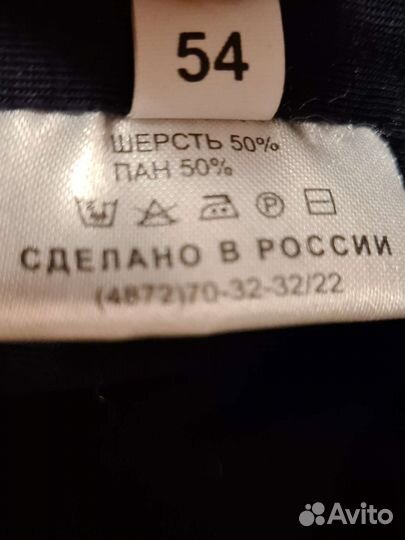 54
ШЕРСТЬ 50%
ПАН 50%
P
СДЕЛАНО В РОССИИ
(4872)70-32-32/22
Avito